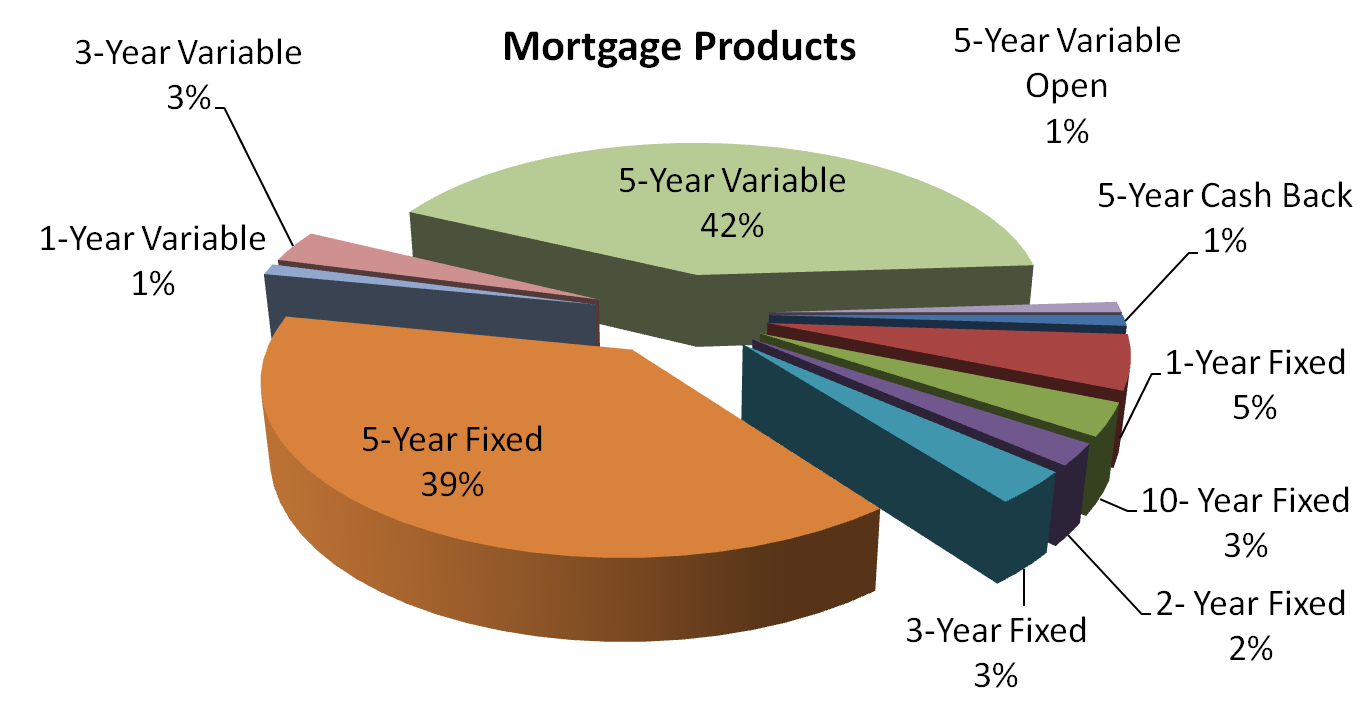 Mortgage Products
3-Year Variable
3%
5-Year Variable
Open
1%
5-Year Variable
42%
5-Year Cash Back
1%
1-Year Variable
1%
1-Year Fixed
5%
5-Year Fixed
39%
10- Year Fixed
3%
2- Year Fixed
2%
3-Year Fixed
3%